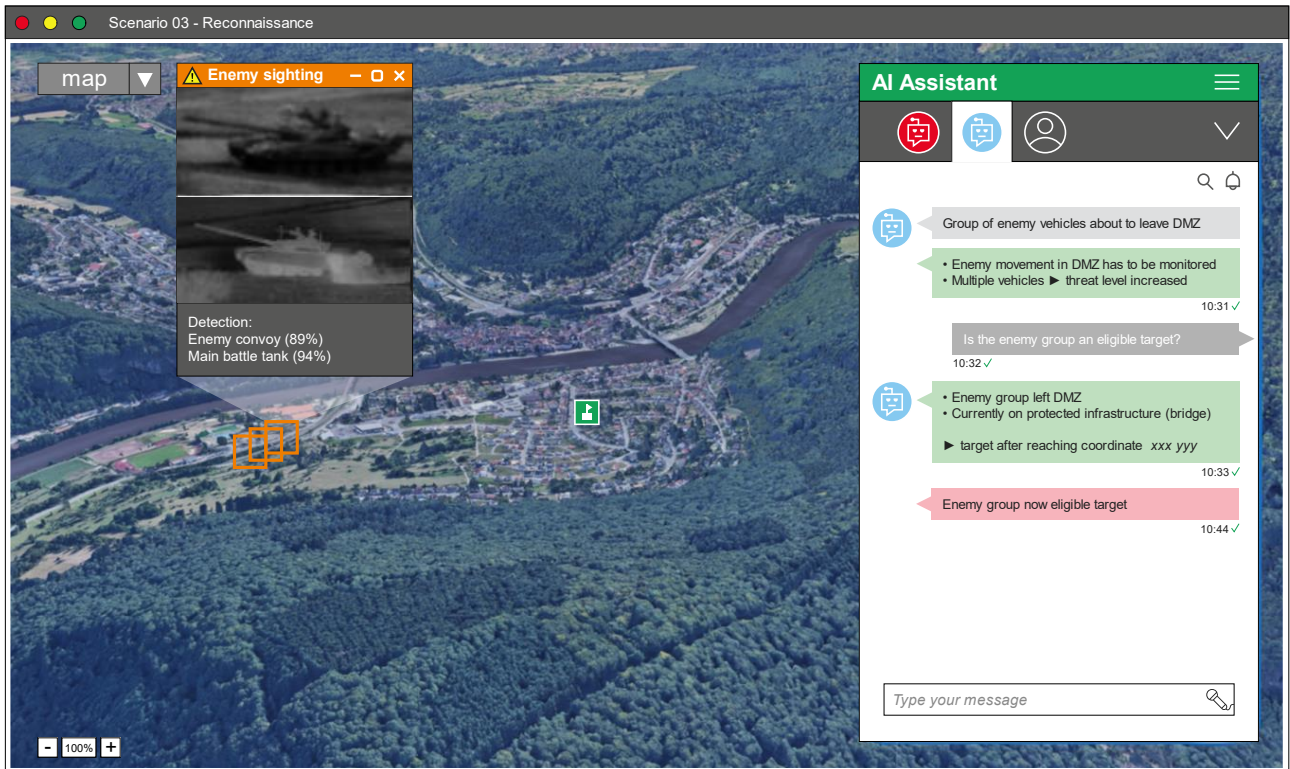 Scenario 03 - Reconnaissance
map
Enemy sighting
Detection:
Enemy convoy (89%)
Main battle tank (94%)
- 100% +
AI Assistant
Group of enemy vehicles about to leave DMZ
• Enemy movement in DMZ has to be monitored
• Multiple vehicles ► threat level increased
10:31 ✓
Is the enemy group an eligible target?
10:32 ✓
• Enemy group left DMZ
• Currently on protected infrastructure (bridge)
► target after reaching coordinate xxx yyy
10:33 ✓
Enemy group now eligible target
10:44 ✓
Type your message